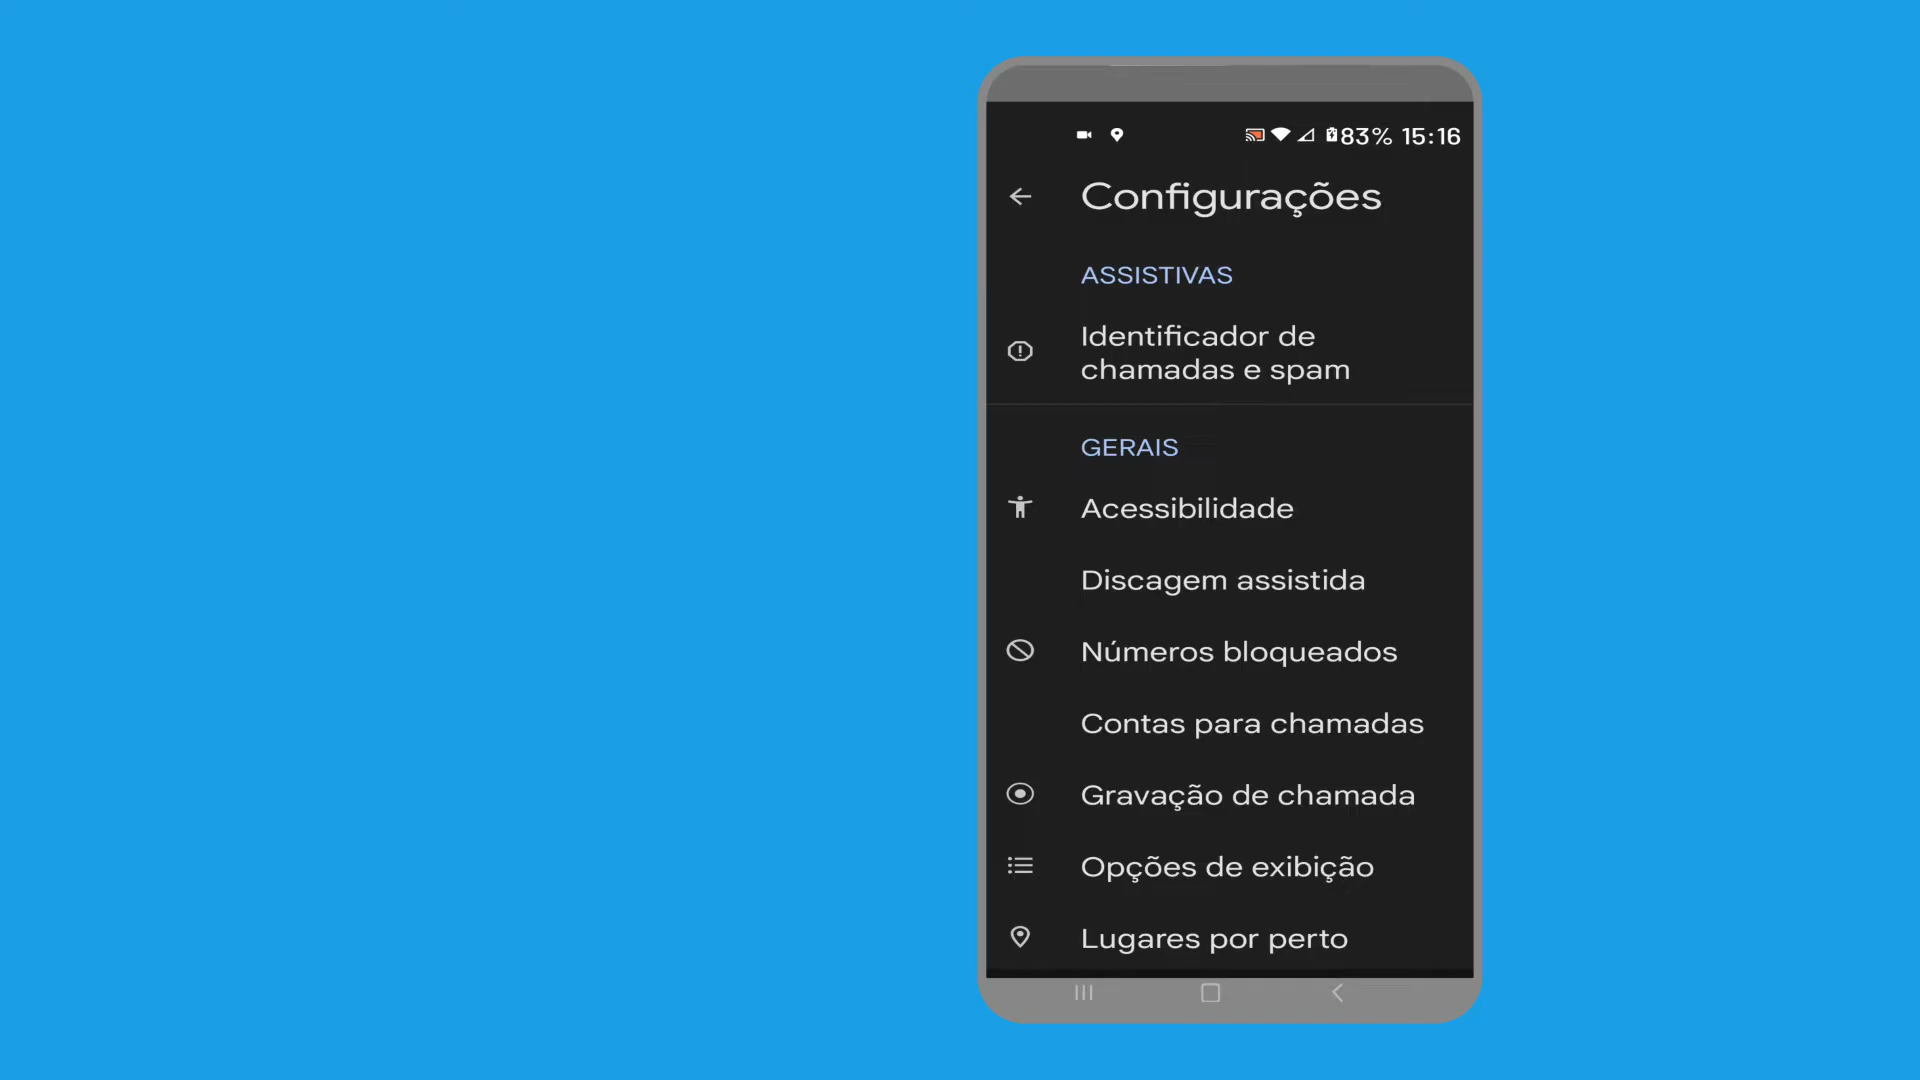 83% 15:16
Configurações
ASSISTIVAS
Identificador de
chamadas e spam
GERAIS
Acessibilidade
Discagem assistida
Números bloqueados
Contas para chamadas
Gravação de chamada
Opções de exibição
Lugares por perto